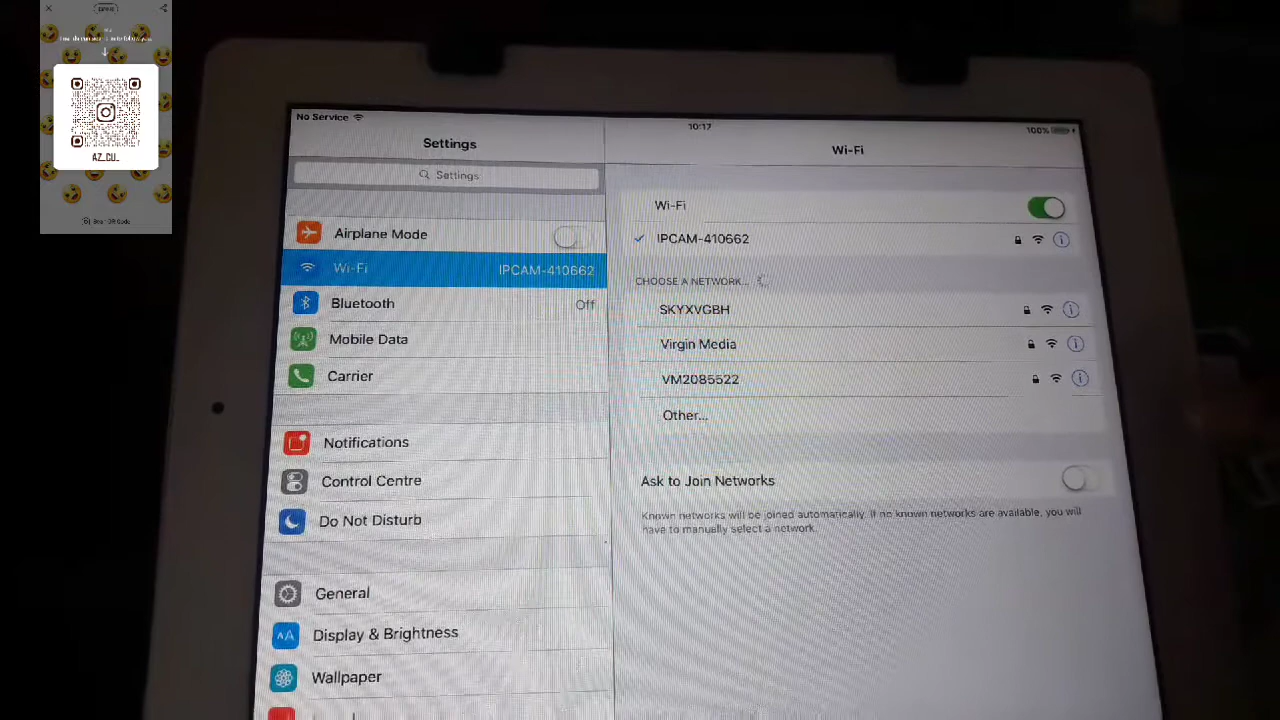 AZ_CU_
No Service
10:17
100%
Settings
Wi-Fi
Settings
Airplane Mode
Wi-Fi
IPCAM-410662
Bluetooth
Off
Mobile Data
Carrier
Notifications
Control Centre
Do Not Disturb
General
Display & Brightness
AA
Wallpaper
Wi-Fi
IPCAM-410662
CHOOSE A NETWORK...
SKYXVGBH
Virgin Media
VM2085522
Other...
Ask to Join Networks
Known networks will be joined automatically. If no known networks are available, you will
have to manually select a network.